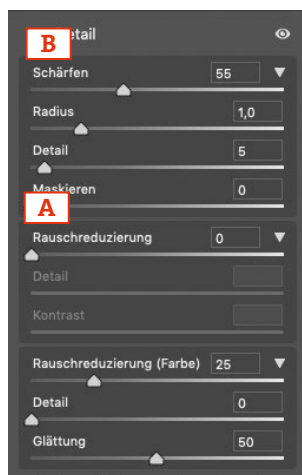 B
etail
Schärfen 55
Radius 1,0
Detail 5
Maskieren 0
A
Rauschreduzierung 0
Detail
Kontrast
Rauschreduzierung (Farbe) 25
Detail 0
Glättung 50